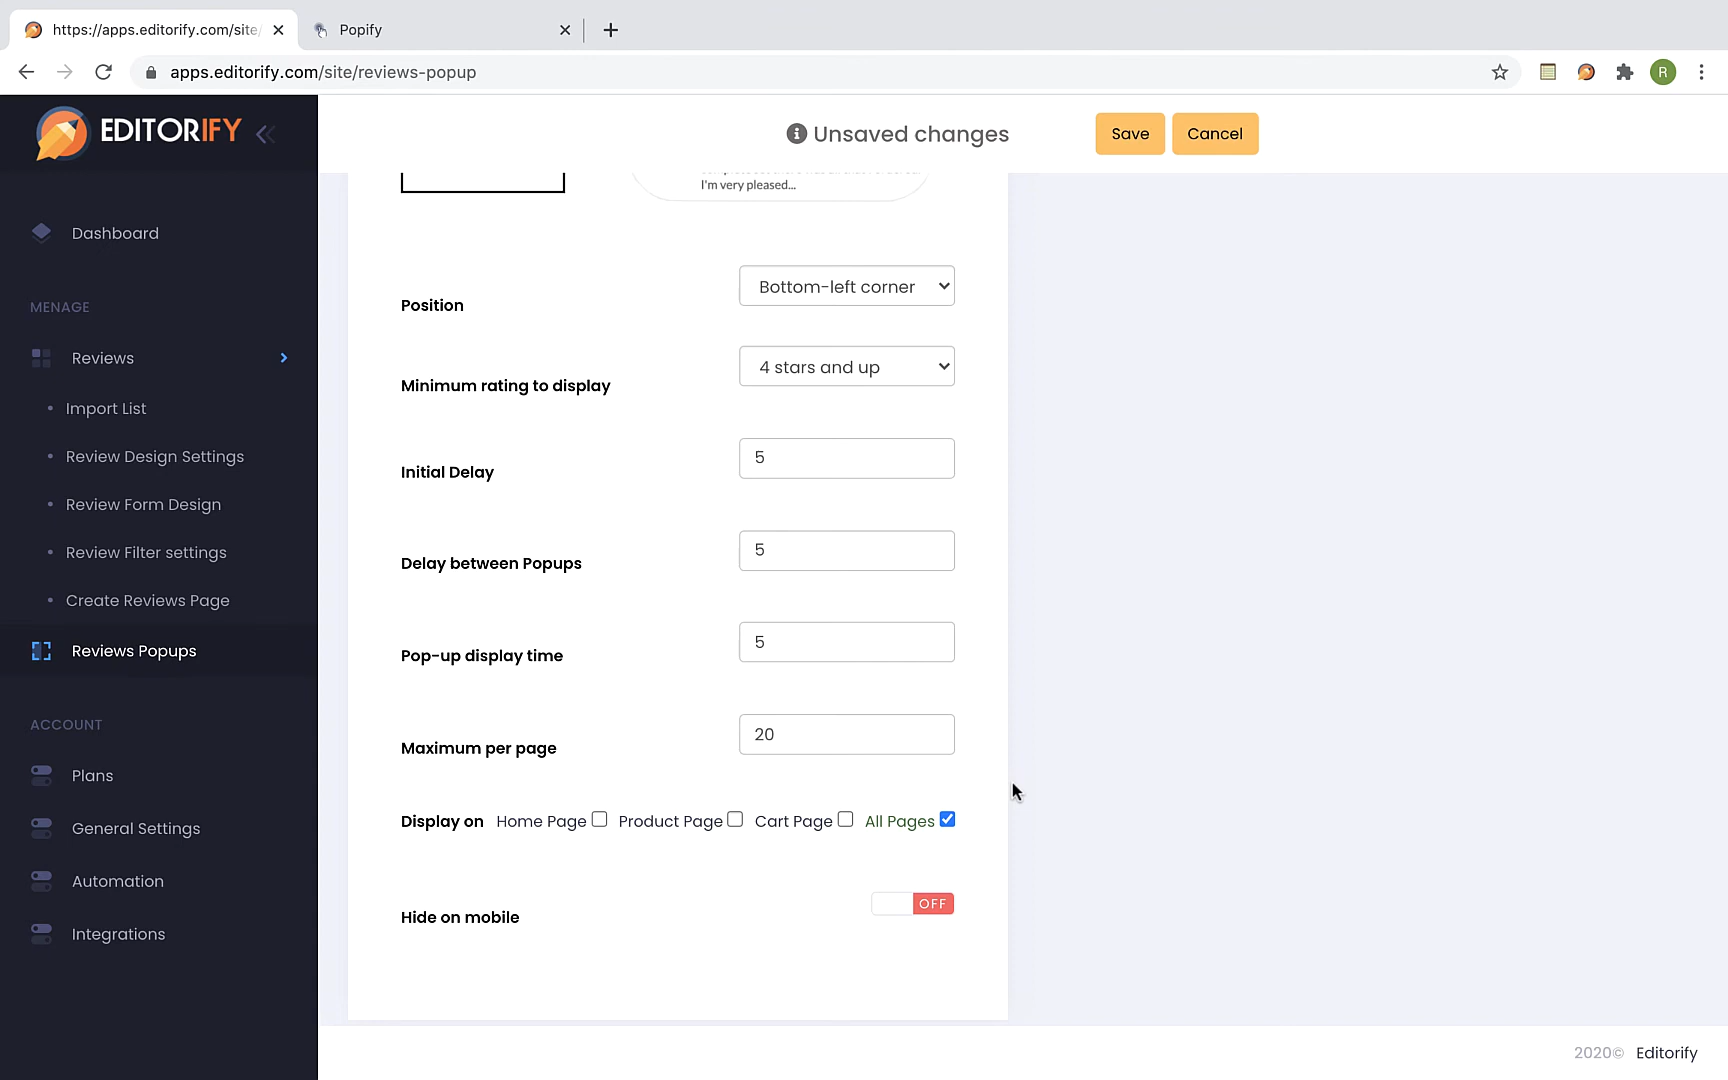 https://apps.editorify.com/site/
Popify
apps.editorify.com/site/reviews-popup
R
EDITORIFY
Unsaved changes
Save
Cancel
I'm very pleased...
Dashboard
MENAGE
Reviews
Import List
Review Design Settings
Review Form Design
Review Filter settings
Create Reviews Page
Reviews Popups
ACCOUNT
Plans
General Settings
Automation
Integrations
Position
Bottom-left corner
Minimum rating to display
4 stars and up
Initial Delay
5
Delay between Popups
5
Pop-up display time
5
Maximum per page
20
Display on Home Page Product Page Cart Page All Pages
Hide on mobile
OFF
2020© Editorify